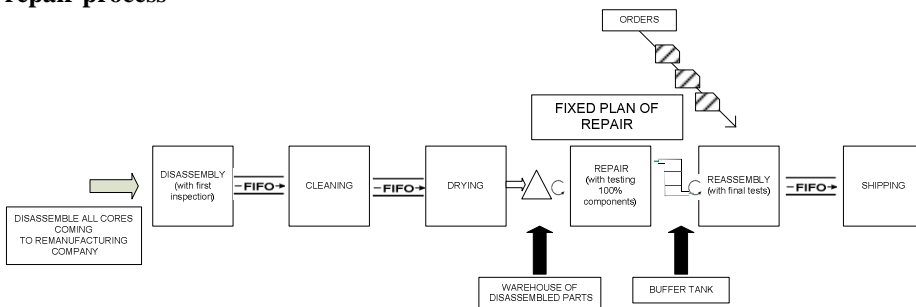 repair process
ORDERS
FIXED PLAN OF
REPAIR
DISASSEMBLY
(with first
inspection)
FIFO
CLEANING
FIFO
DRYING
REPAIR
(with testing
100%
components)
REASSEMBLY
(with final tests)
FIFO
SHIPPING
DISASSEMBLE ALL CORES
COMING
TO REMANUFACTURING
COMPANY
WAREHOUSE OF
DISASSEMBLED PARTS
BUFFER TANK